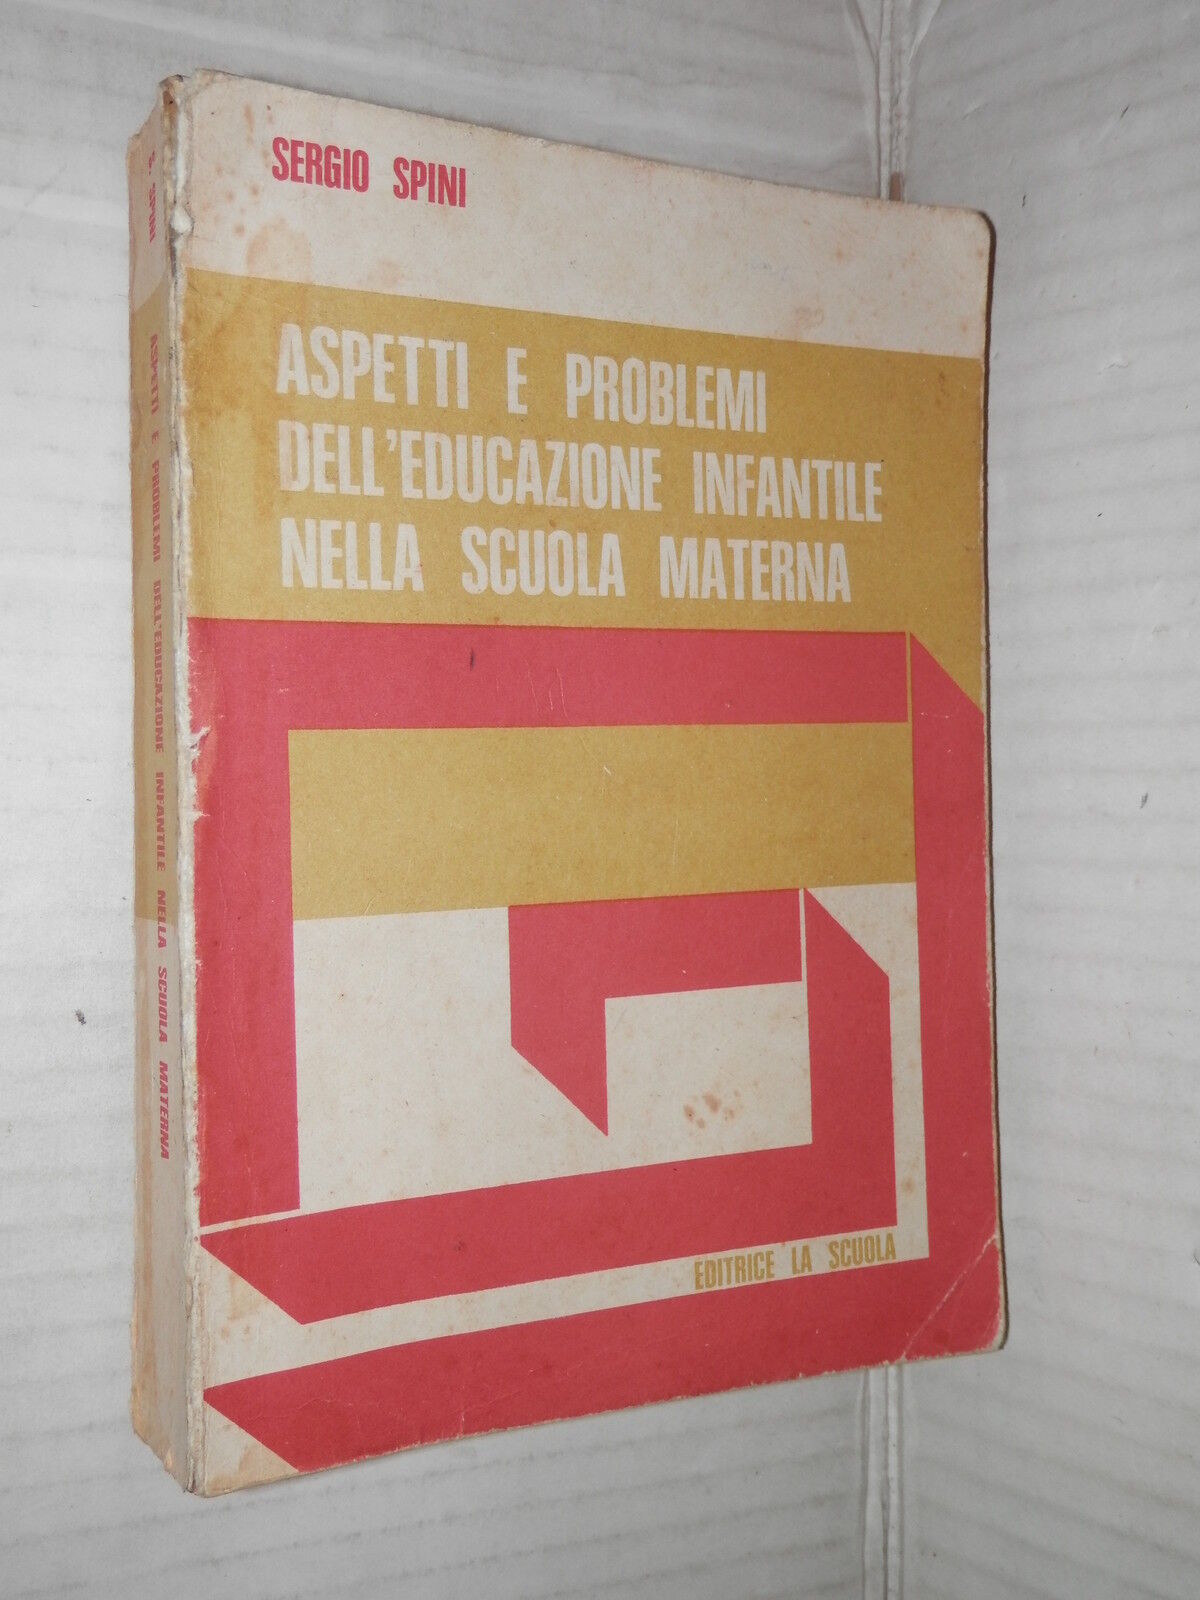 SERGIO SPINI
ASPETTI E PROBLEMI
DELL'EDUCAZIONE INFANTILE
NELLA SCUOLA MATERNA
EDITRICE LA SCUOLA
S. SPINI ASPETTI E PROBLEMI DELL'EDUCAZIONE INFANTILE NELLA SCUOLA MATERNA